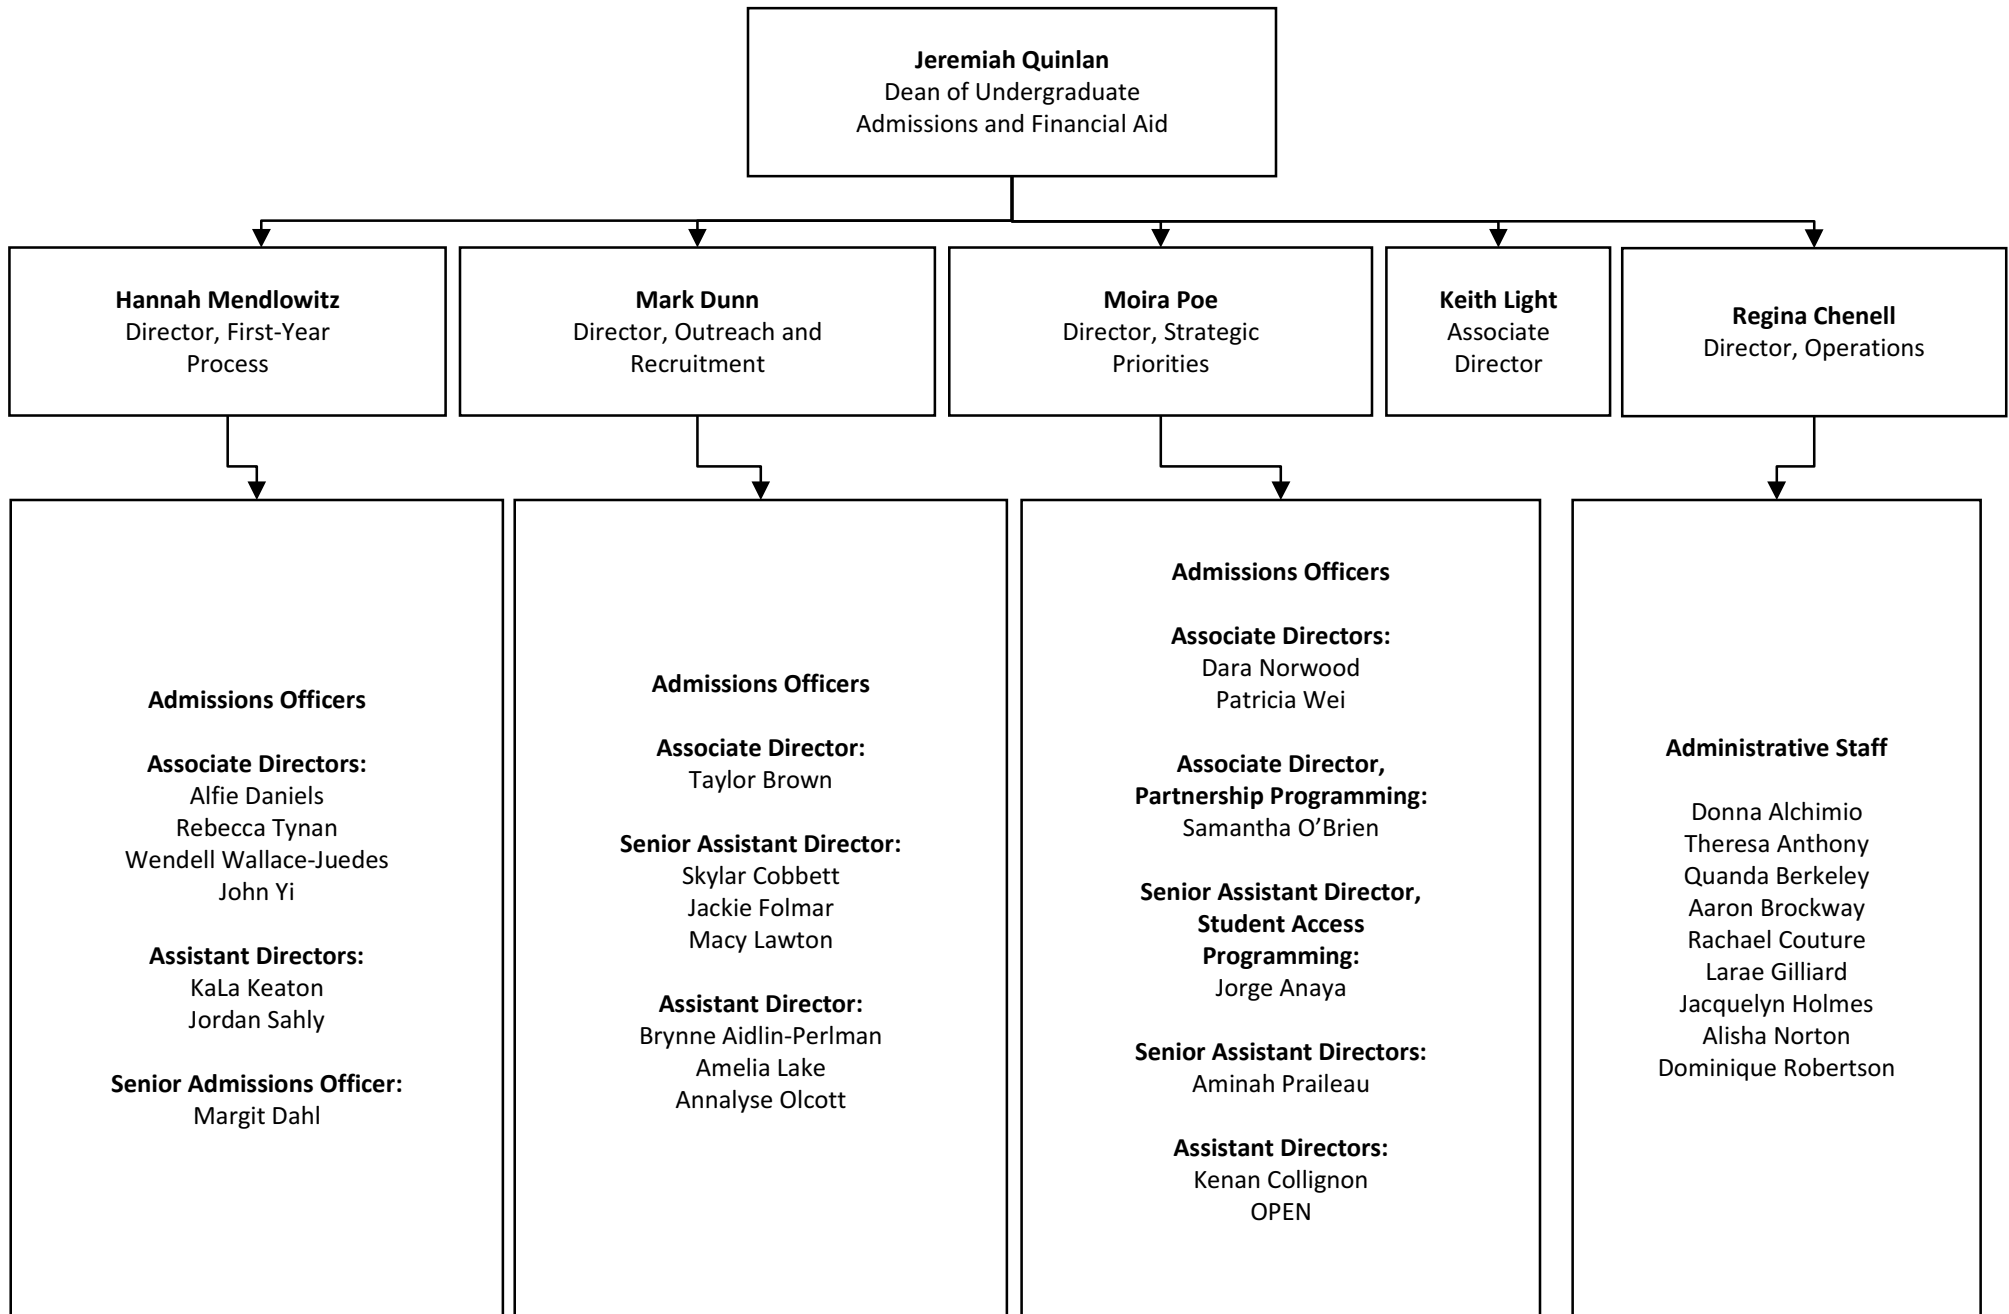 Jeremiah Quinlan
Dean of Undergraduate
Admissions and Financial Aid
Hannah Mendlowitz
Director, First-Year
Process
Mark Dunn
Director, Outreach and
Recruitment
Moira Poe
Director, Strategic
Priorities
Keith Light
Associate
Director
Regina Chenell
Director, Operations
Admissions Officers
Associate Directors:
Alfie Daniels
Rebecca Tynan
Wendell Wallace-Juedes
John Yi
Assistant Directors:
KaLa Keaton
Jordan Sahly
Senior Admissions Officer:
Margit Dahl
Admissions Officers
Associate Director:
Taylor Brown
Senior Assistant Director:
Skylar Cobbett
Jackie Folmar
Macy Lawton
Assistant Director:
Brynne Aidlin-Perlman
Amelia Lake
Annalyse Olcott
Admissions Officers
Associate Directors:
Dara Norwood
Patricia Wei
Associate Director,
Partnership Programming:
Samantha O’Brien
Senior Assistant Director,
Student Access
Programming:
Jorge Anaya
Senior Assistant Directors:
Aminah Praileau
Assistant Directors:
Kenan Collignon
OPEN
Administrative Staff
Donna Alchimio
Theresa Anthony
Quanda Berkeley
Aaron Brockway
Rachael Couture
Larae Gilliard
Jacquelyn Holmes
Alisha Norton
Dominique Robertson